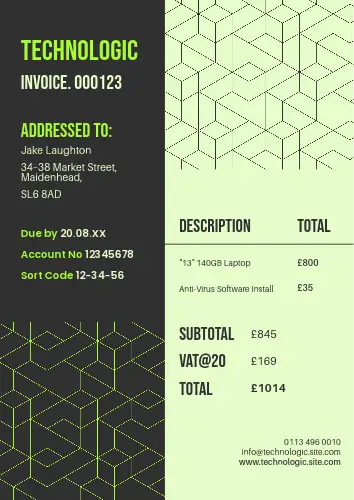 TECHNOLOGIC
INVOICE. 000123
ADDRESSED TO:
Jake Laughton
34-38 Market Street,
Maidenhead,
SL6 8AD
Due by 20.08.XX
Account No 12345678
Sort Code 12-34-56
DESCRIPTION TOTAL
"13" 140GB Laptop £800
Anti-Virus Software Install £35
SUBTOTAL £845
VAT@20 £169
TOTAL £1014
0113 496 0010
info@technologic.site.com
www.technologic.site.com